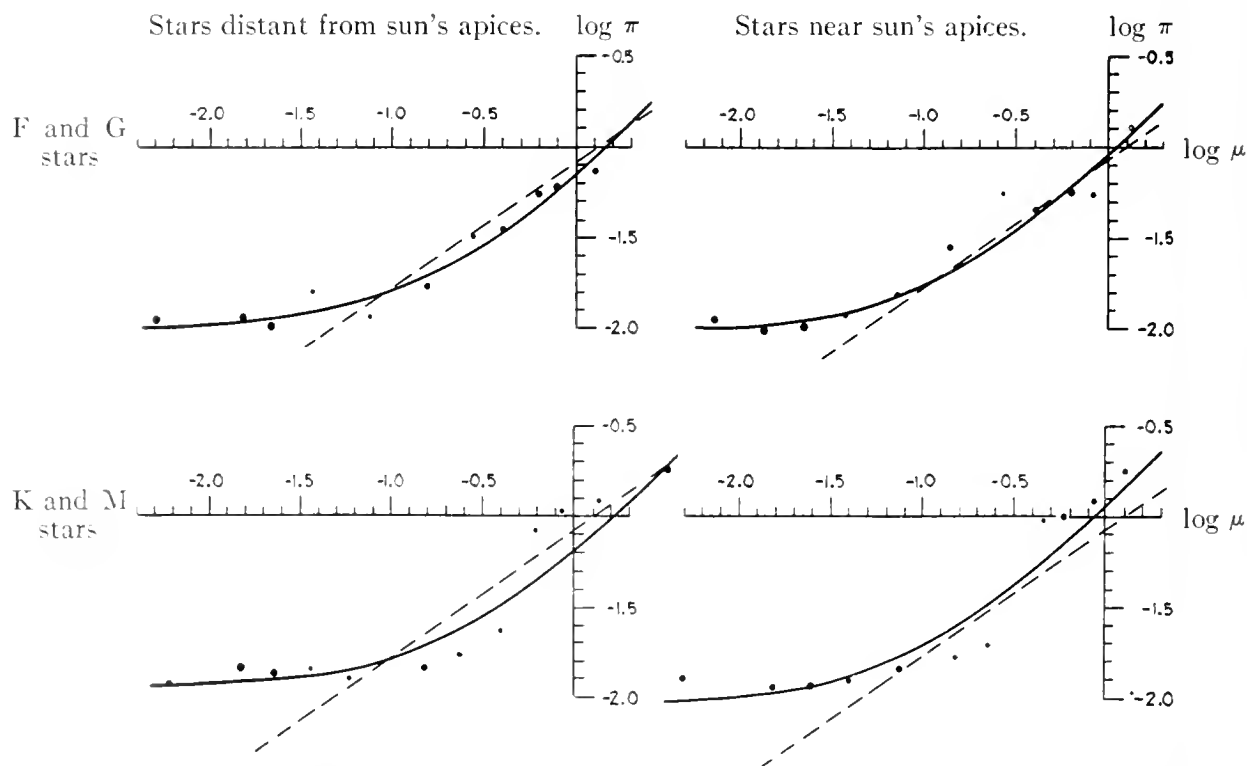 Stars distant from sun's apices. log π Stars near sun's apices. log π
-0.5 -0.5
-2.0 -1.5 -1.0 -0.5 -2.0 -1.5 -1.0 -0.5
F and G
stars
log μ
-1.5 -1.5
-2.0 -2.0
-0.5 -0.5
-2.0 -1.5 -1.0 -0.5 -2.0 -1.5 -1.0 -0.5
K and M
stars
log μ
-1.5 -1.5
-2.0 -2.0